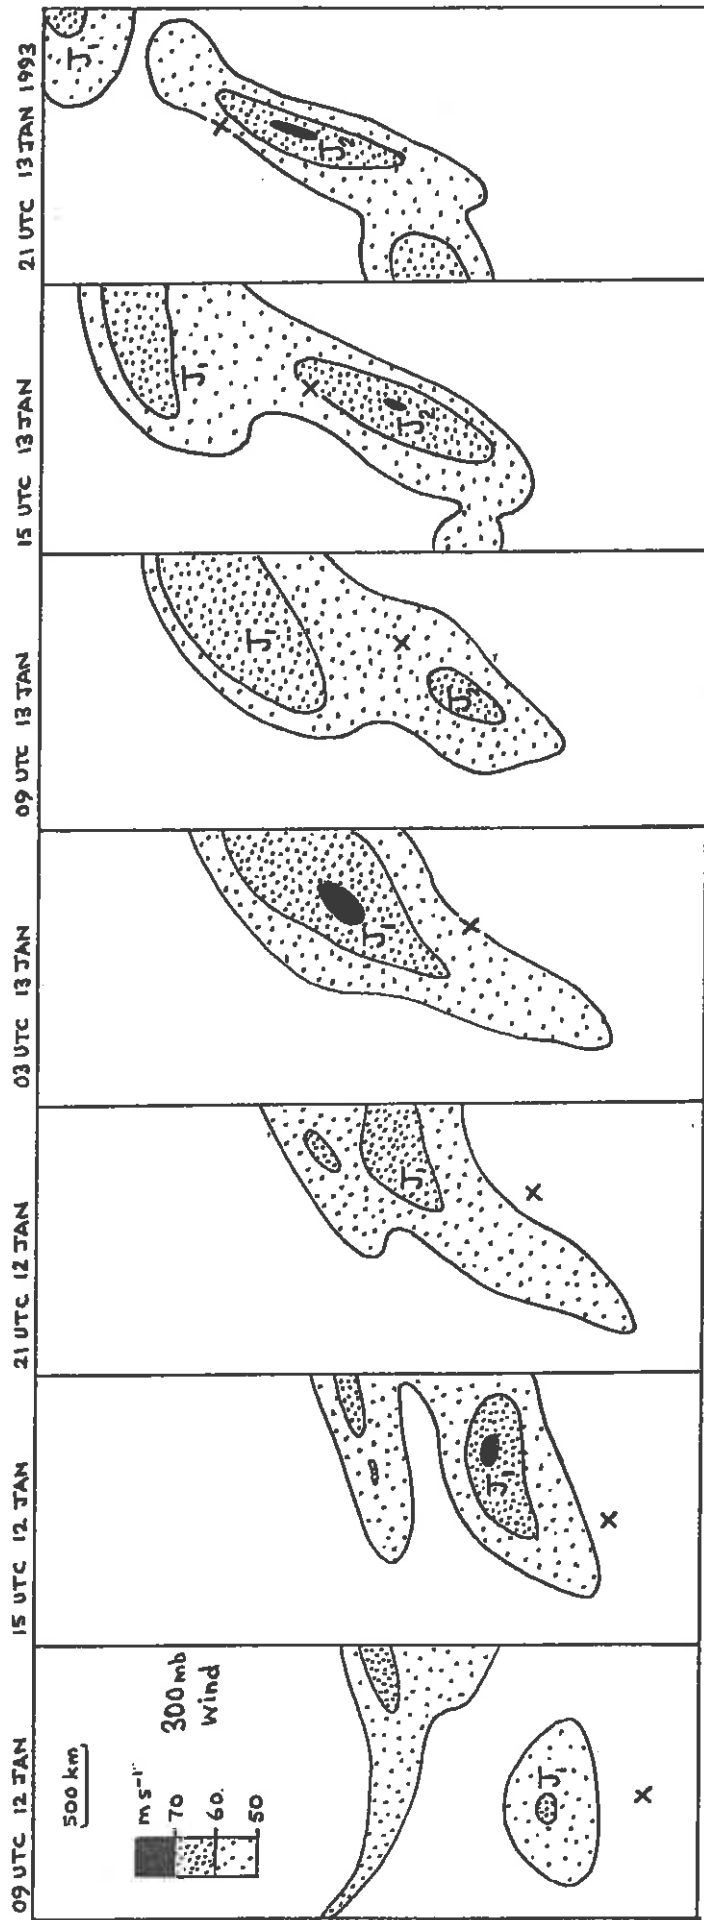 09 UTC 12 JAN
500 km
m s⁻¹
70
60.
50
300mb
Wind
J₁
X
15 UTC 12 JAN
J₁
X
21 UTC 12 JAN
J₁
X
03 UTC 13 JAN
J₁
X
09 UTC 13 JAN
J₁
X
J₂
15 UTC 13 JAN
J₁
X
J₂
21 UTC 13 JAN 1993
J₁
X
J₂